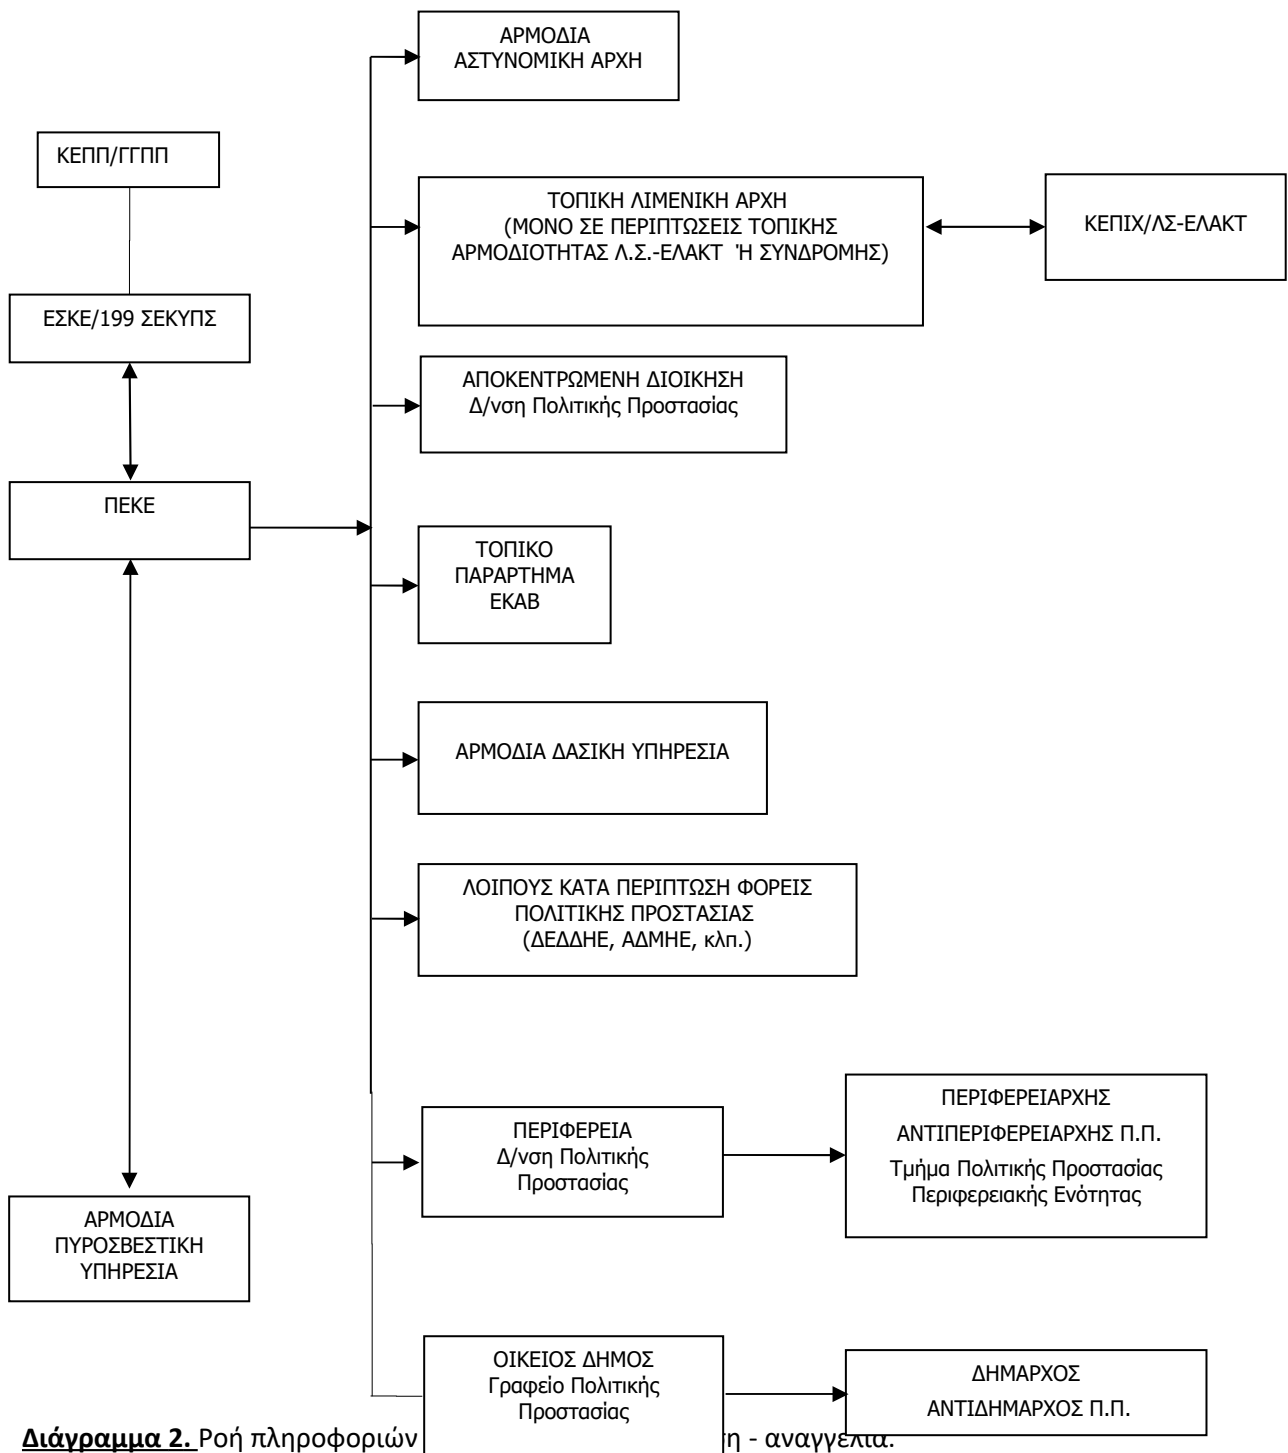 ΑΡΜΟΔΙΑ
ΑΣΤΥΝΟΜΙΚΗ ΑΡΧΗ
ΚΕΠΠ/ΓΓΠΠ
ΤΟΠΙΚΗ ΛΙΜΕΝΙΚΗ ΑΡΧΗ
(ΜΟΝΟ ΣΕ ΠΕΡΙΠΤΩΣΕΙΣ ΤΟΠΙΚΗΣ
ΑΡΜΟΔΙΟΤΗΤΑΣ Λ.Σ.-ΕΛΑΚΤ Ή ΣΥΝΔΡΟΜΗΣ)
ΚΕΠΙΧ/ΛΣ-ΕΛΑΚΤ
ΕΣΚΕ/199 ΣΕΚΥΠΣ
ΑΠΟΚΕΝΤΡΩΜΕΝΗ ΔΙΟΙΚΗΣΗ
Δ/νση Πολιτικής Προστασίας
ΠΕΚΕ
ΤΟΠΙΚΟ
ΠΑΡΑΡΤΗΜΑ
ΕΚΑΒ
ΑΡΜΟΔΙΑ ΔΑΣΙΚΗ ΥΠΗΡΕΣΙΑ
ΛΟΙΠΟΥΣ ΚΑΤΑ ΠΕΡΙΠΤΩΣΗ ΦΟΡΕΙΣ
ΠΟΛΙΤΙΚΗΣ ΠΡΟΣΤΑΣΙΑΣ
(ΔΕΔΔΗΕ, ΑΔΜΗΕ, κλπ.)
ΠΕΡΙΦΕΡΕΙΑ
Δ/νση Πολιτικής
Προστασίας
ΠΕΡΙΦΕΡΕΙΑΡΧΗΣ
ΑΝΤΙΠΕΡΙΦΕΡΕΙΑΡΧΗΣ Π.Π.
Τμήμα Πολιτικής Προστασίας
Περιφερειακής Ενότητας
ΑΡΜΟΔΙΑ
ΠΥΡΟΣΒΕΣΤΙΚΗ
ΥΠΗΡΕΣΙΑ
ΟΙΚΕΙΟΣ ΔΗΜΟΣ
Γραφείο Πολιτικής
Προστασίας
ΔΗΜΑΡΧΟΣ
ΑΝΤΙΔΗΜΑΡΧΟΣ Π.Π.
Διάγραμμα 2. Ροή πληροφοριών - αναγγελία.